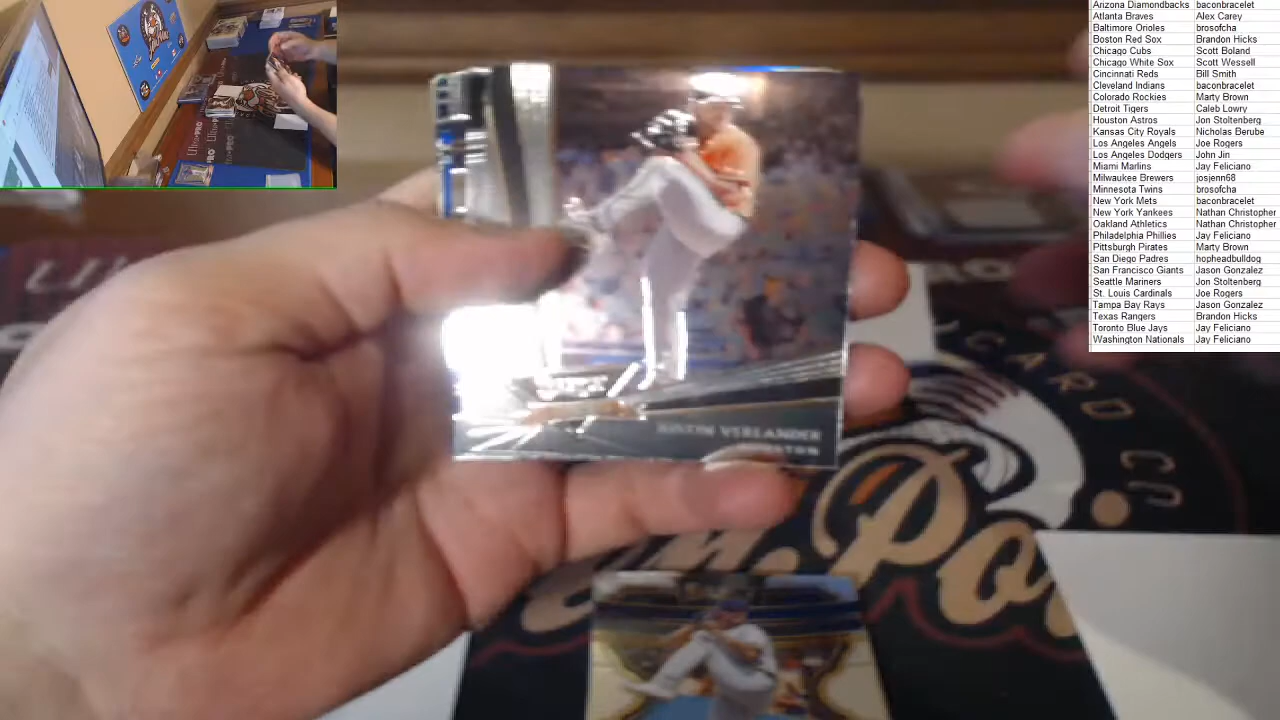 Arizona Diamondbacks baconbracelet
Atlanta Braves Alex Carey
Baltimore Orioles brosofcha
Boston Red Sox Brandon Hicks
Chicago Cubs Scott Boland
Chicago White Sox Scott Wessell
Cincinnati Reds Bill Smith
Cleveland Indians baconbracelet
Colorado Rockies Marty Brown
Detroit Tigers Caleb Lowry
Houston Astros Jon Stoltenberg
Kansas City Royals Nicholas Berube
Los Angeles Angels Joe Rogers
Los Angeles Dodgers John Jin
Miami Marlins Jay Feliciano
Milwaukee Brewers josjenn68
Minnesota Twins brosofcha
New York Mets baconbracelet
New York Yankees Nathan Christopher
Oakland Athletics Nathan Christopher
Philadelphia Phillies Jay Feliciano
Pittsburgh Pirates Marty Brown
San Diego Padres hopheadbulldog
San Francisco Giants Jason Gonzalez
Seattle Mariners Jon Stoltenberg
St. Louis Cardinals Joe Rogers
Tampa Bay Rays Jason Gonzalez
Texas Rangers Brandon Hicks
Toronto Blue Jays Jay Feliciano
Washington Nationals Jay Feliciano
JUSTIN VERLANDER
HOUSTON
CARD CO